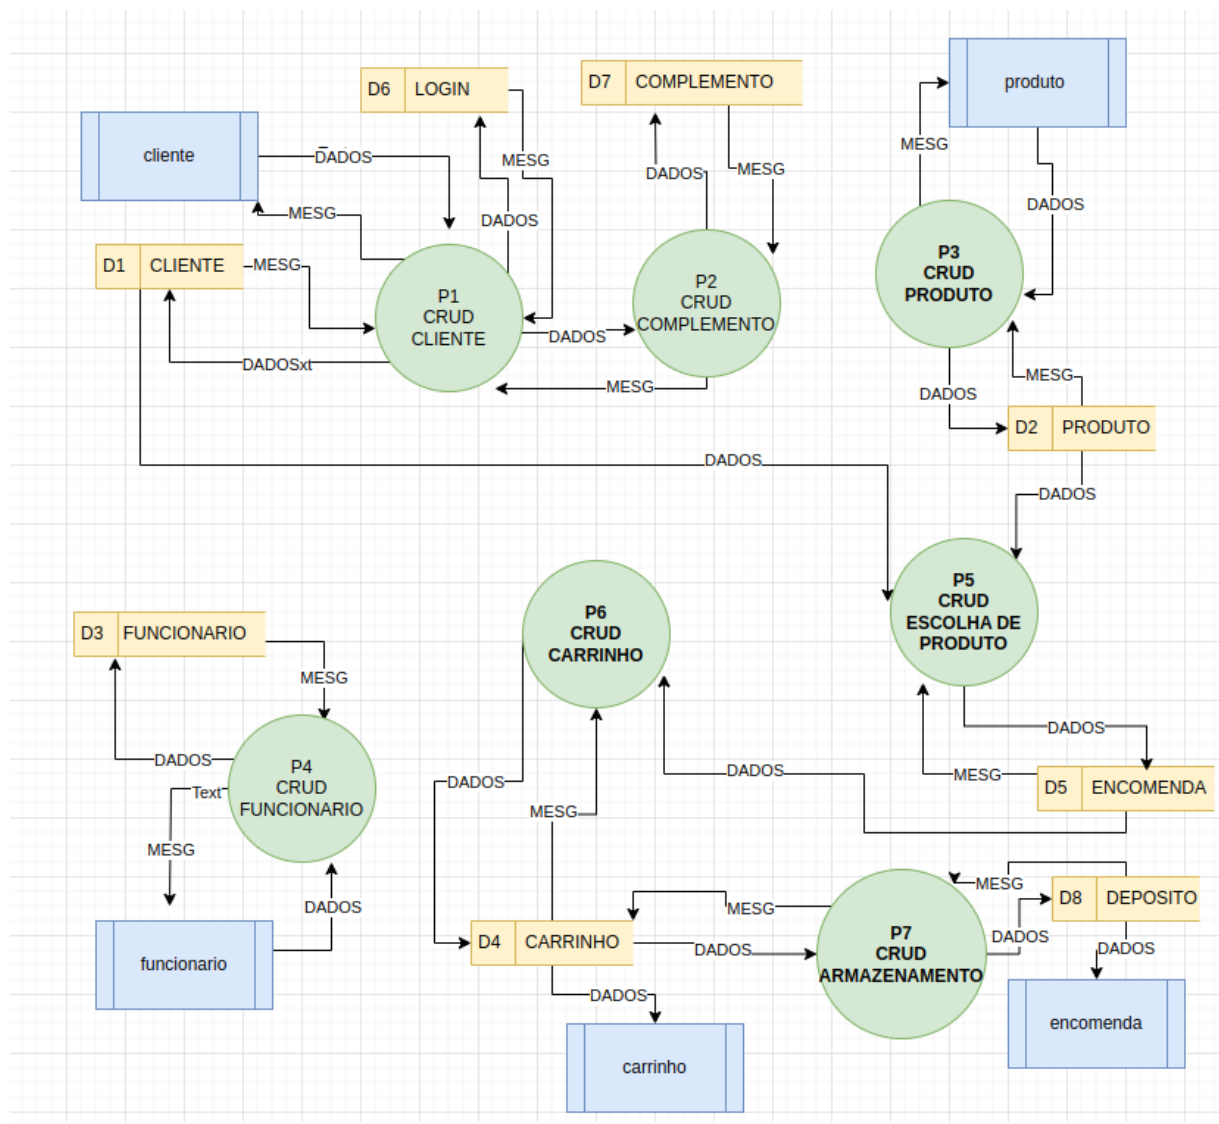 D6 LOGIN
D7 COMPLEMENTO
produto
cliente
DADOS
MESG
MESG
DADOS
MESG
DADOS
MESG
DADOS
D1 CLIENTE
MESG
P1
CRUD
CLIENTE
P2
CRUD
COMPLEMENTO
P3
CRUD
PRODUTO
DADOS
DADOSxt
MESG
MESG
DADOS
D2 PRODUTO
DADOS
DADOS
P5
CRUD
ESCOLHA DE
PRODUTO
P6
CRUD
CARRINHO
D3 FUNCIONARIO
MESG
DADOS
DADOS
Text
P4
CRUD
FUNCIONARIO
MESG
DADOS
DADOS
MESG
DADOS
MESG
D5 ENCOMENDA
DADOS
MESG
MESG
D8 DEPOSITO
funcionario
D4 CARRINHO
DADOS
P7
CRUD
ARMAZENAMENTO
DADOS
DADOS
DADOS
encomenda
carrinho